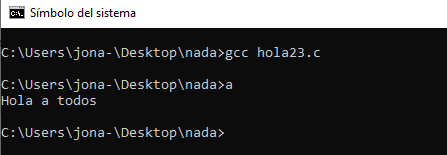 Símbolo del sistema
C:\Users\jona-\Desktop\nada>gcc hola23.c
C:\Users\jona-\Desktop\nada>a
Hola a todos
C:\Users\jona-\Desktop\nada>